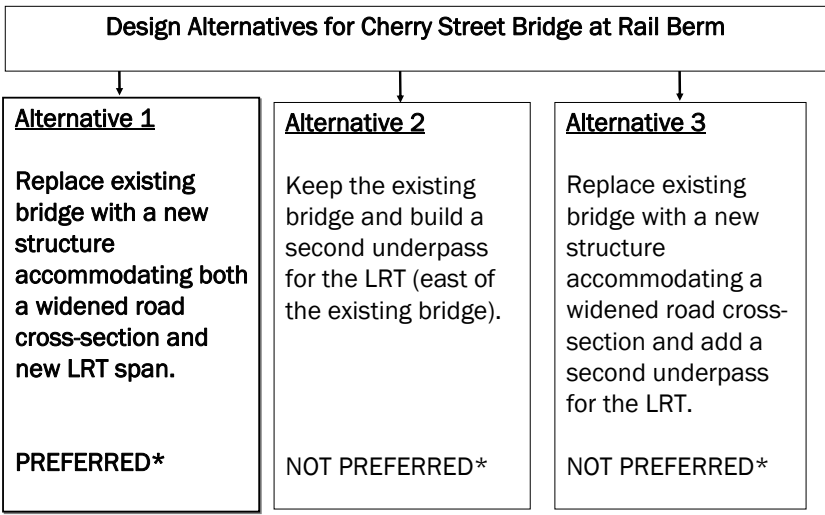 Design Alternatives for Cherry Street Bridge at Rail Berm
Alternative 1
Replace existing
bridge with a new
structure
accommodating both
a widened road
cross-section and
new LRT span.
PREFERRED*
Alternative 2
Keep the existing
bridge and build a
second underpass
for the LRT (east of
the existing bridge).
NOT PREFERRED*
Alternative 3
Replace existing
bridge with a new
structure
accommodating a
widened road cross-
section and add a
second underpass
for the LRT.
NOT PREFERRED*